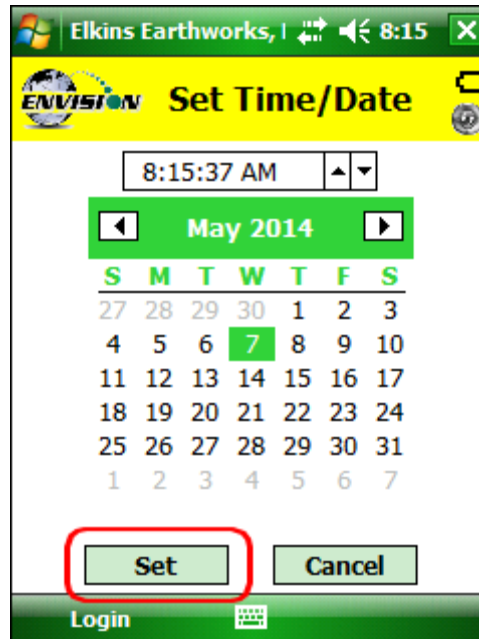 Elkins Earthworks, I 8:15
ENVISION Set Time/Date
8:15:37 AM
May 2014
S M T W T F S
27 28 29 30 1 2 3
4 5 6 7 8 9 10
11 12 13 14 15 16 17
18 19 20 21 22 23 24
25 26 27 28 29 30 31
1 2 3 4 5 6 7
Set Cancel
Login